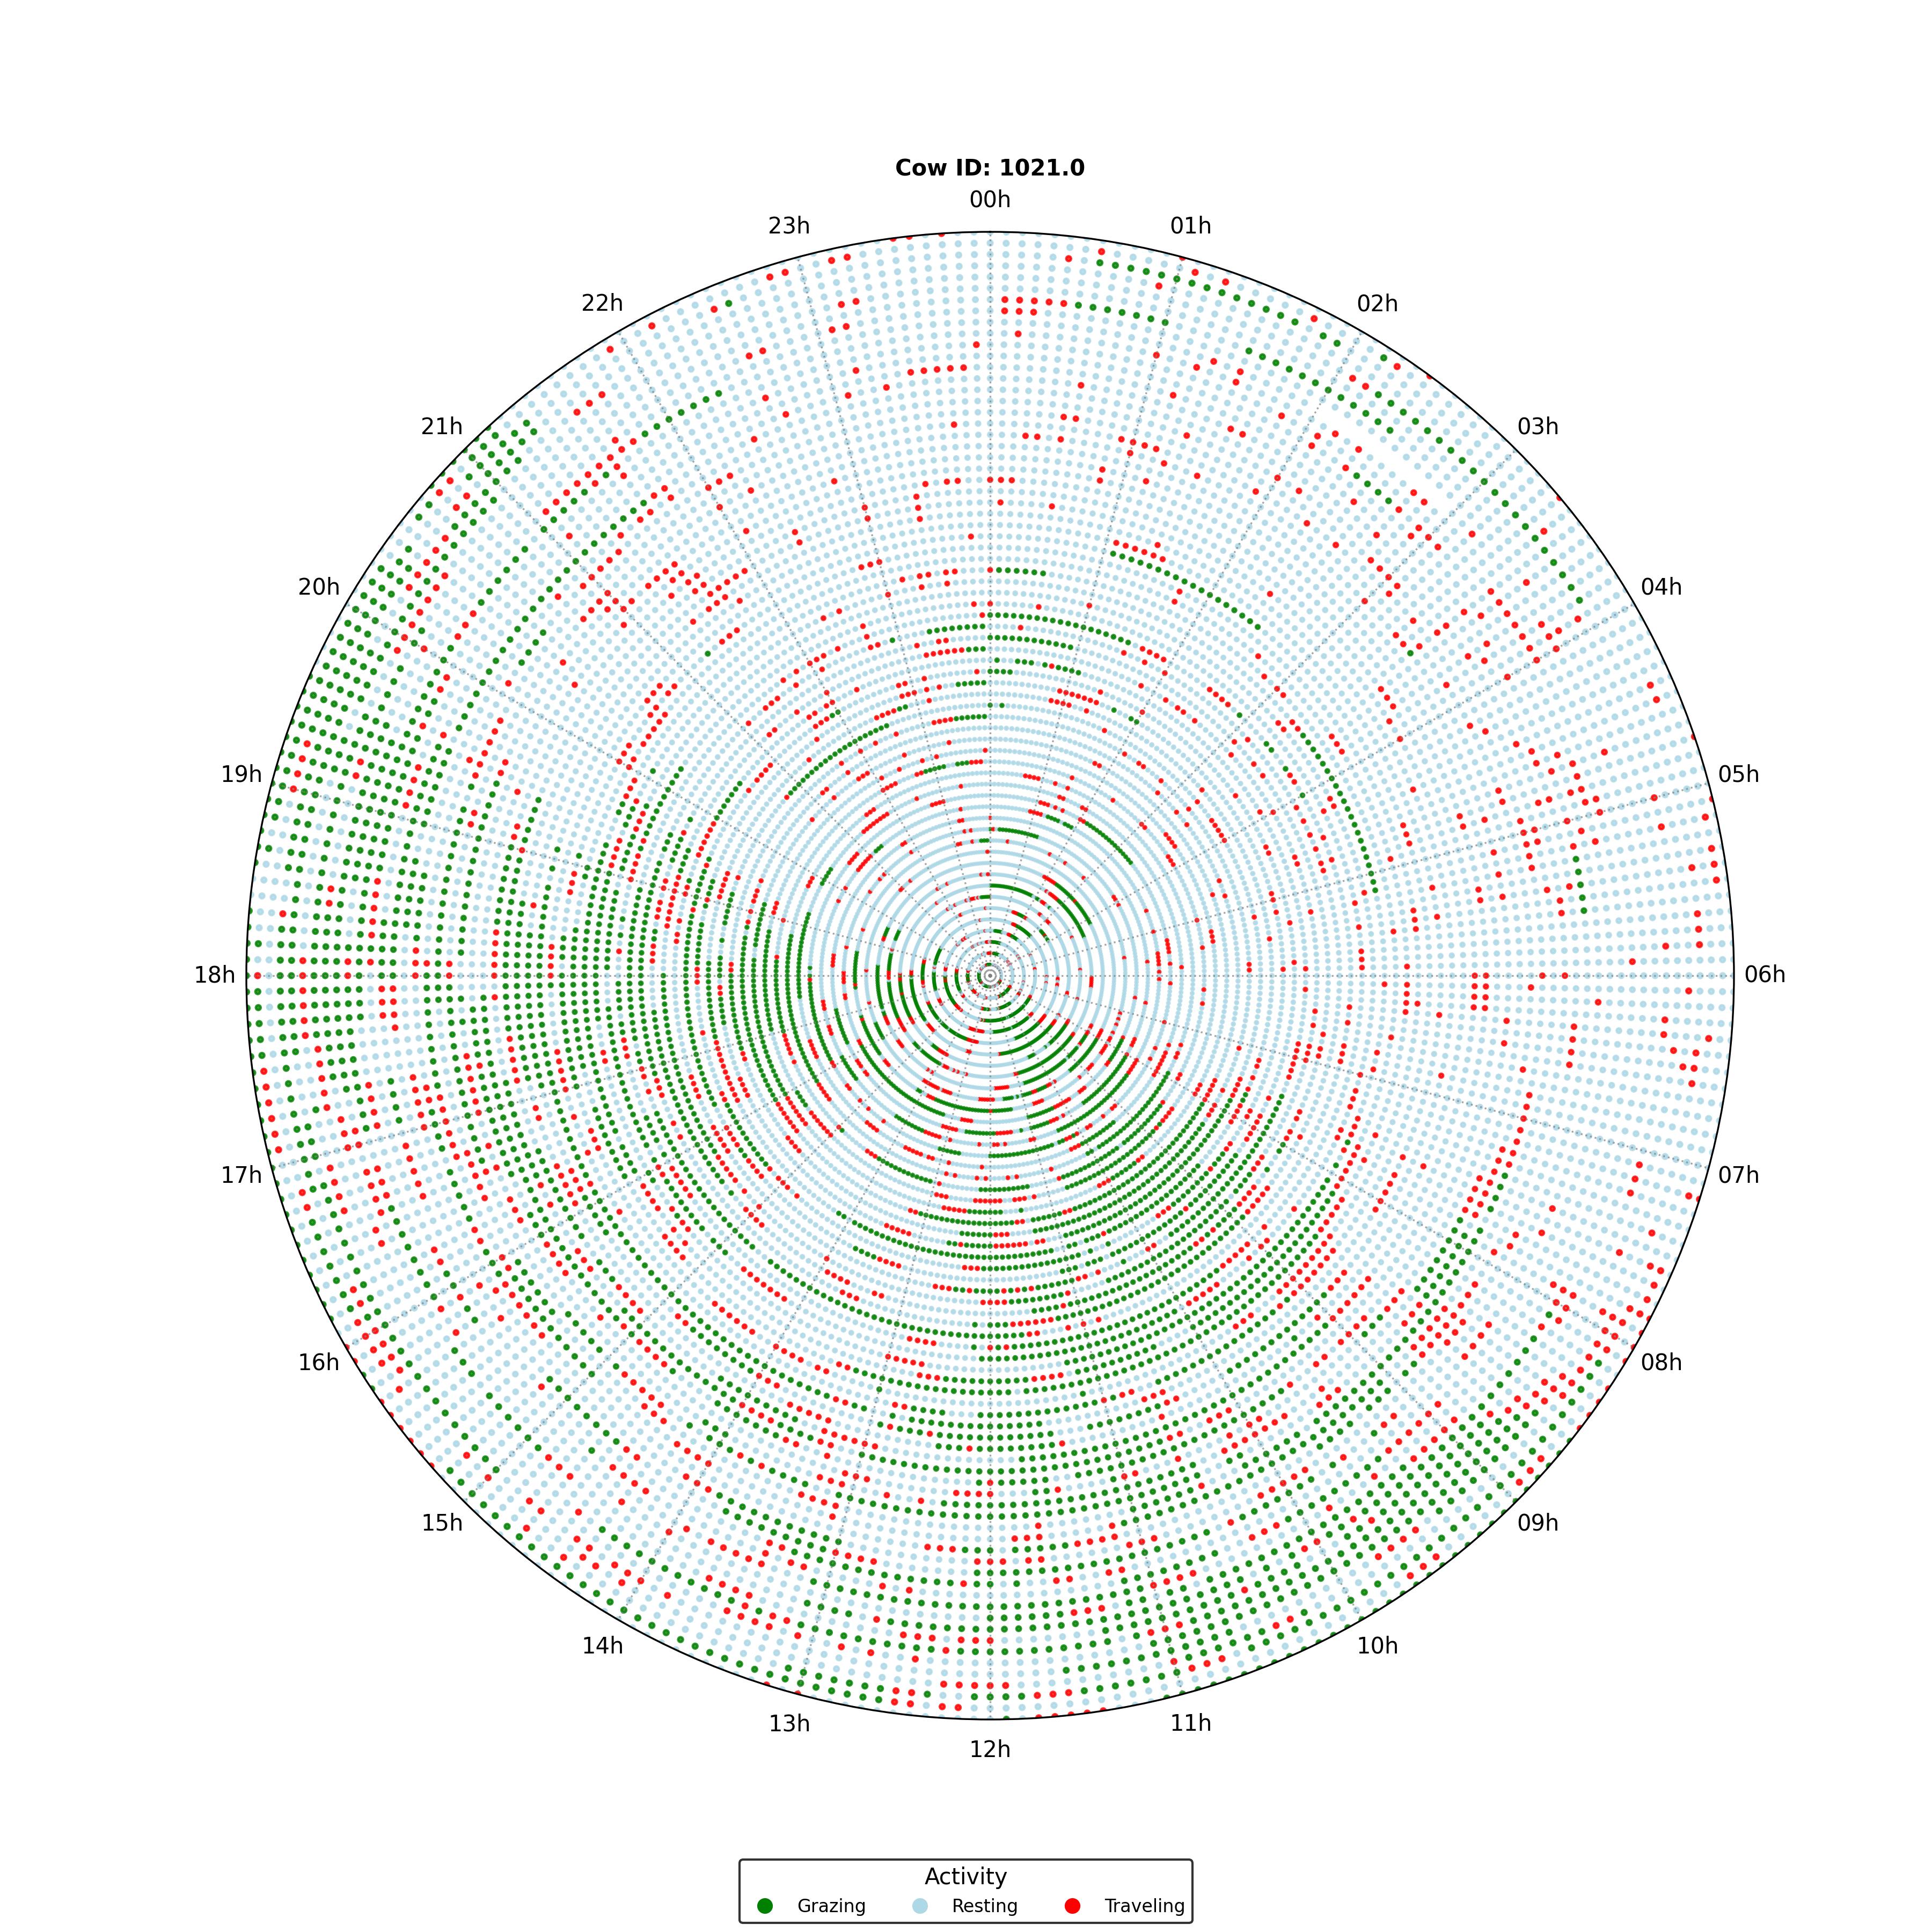 Cow ID: 1021.0
00h
23h
01h
22h
02h
21h
03h
20h
04h
19h
05h
18h
06h
17h
07h
16h
08h
15h
09h
14h
10h
13h
11h
12h
Activity
Grazing Resting Traveling